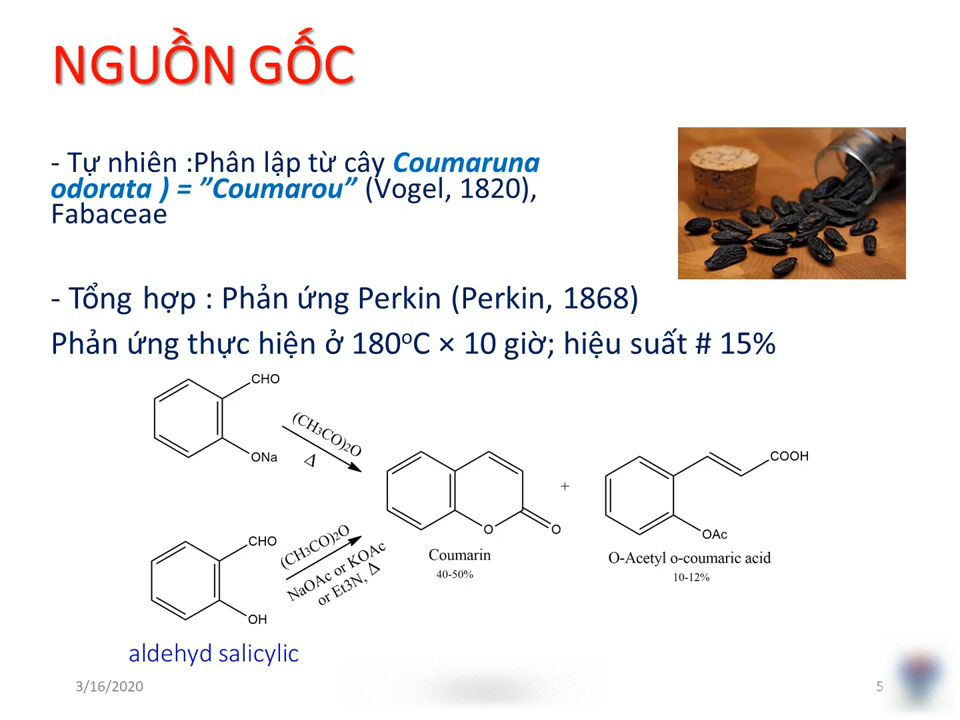 NGUỒN GỐC
- Tự nhiên :Phân lập từ cây Coumaruna
odorata ) = ”Coumarou” (Vogel, 1820),
Fabaceae
- Tổng hợp : Phản ứng Perkin (Perkin, 1868)
Phản ứng thực hiện ở 180ºC × 10 giờ; hiệu suất # 15%
CHO
ONa
(CH3CO)2O
Δ
CHO
OH
(CH3CO)2O
NaOAc or KOAc
or Et3N, Δ
O
O
Coumarin
40-50%
+
COOH
OAc
O-Acetyl o-coumaric acid
10-12%
aldehyd salicylic
3/16/2020
5